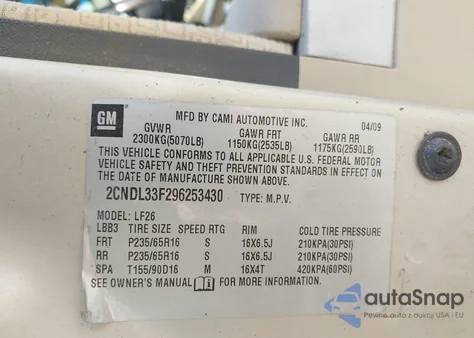 GM
MFD BY CAMI AUTOMOTIVE INC. 04/09
GVWR GAWR FRT GAWR RR
2300KG(5070LB) 1150KG(2535LB) 1175KG(2590LB)
THIS VEHICLE CONFORMS TO ALL APPLICABLE U.S. FEDERAL MOTOR
VEHICLE SAFETY AND THEFT PREVENTION STANDARDS IN EFFECT ON
THE DATE OF MANUFACTURE SHOWN ABOVE.
2CNDL33F296253430 TYPE: M.P.V.
MODEL: LF26
LBB3 TIRE SIZE SPEED RTG RIM COLD TIRE PRESSURE
FRT P235/65R16 S 16X6.5J 210KPA(30PSI)
RR P235/65R16 S 16X6.5J 210KPA(30PSI)
SPA T155/90D16 M 16X4T 420KPA(60PSI)
SEE OWNER'S MANUAL FOR MORE INFORMATION.
autoSnap
Pewne auta z aukcji USA i EU